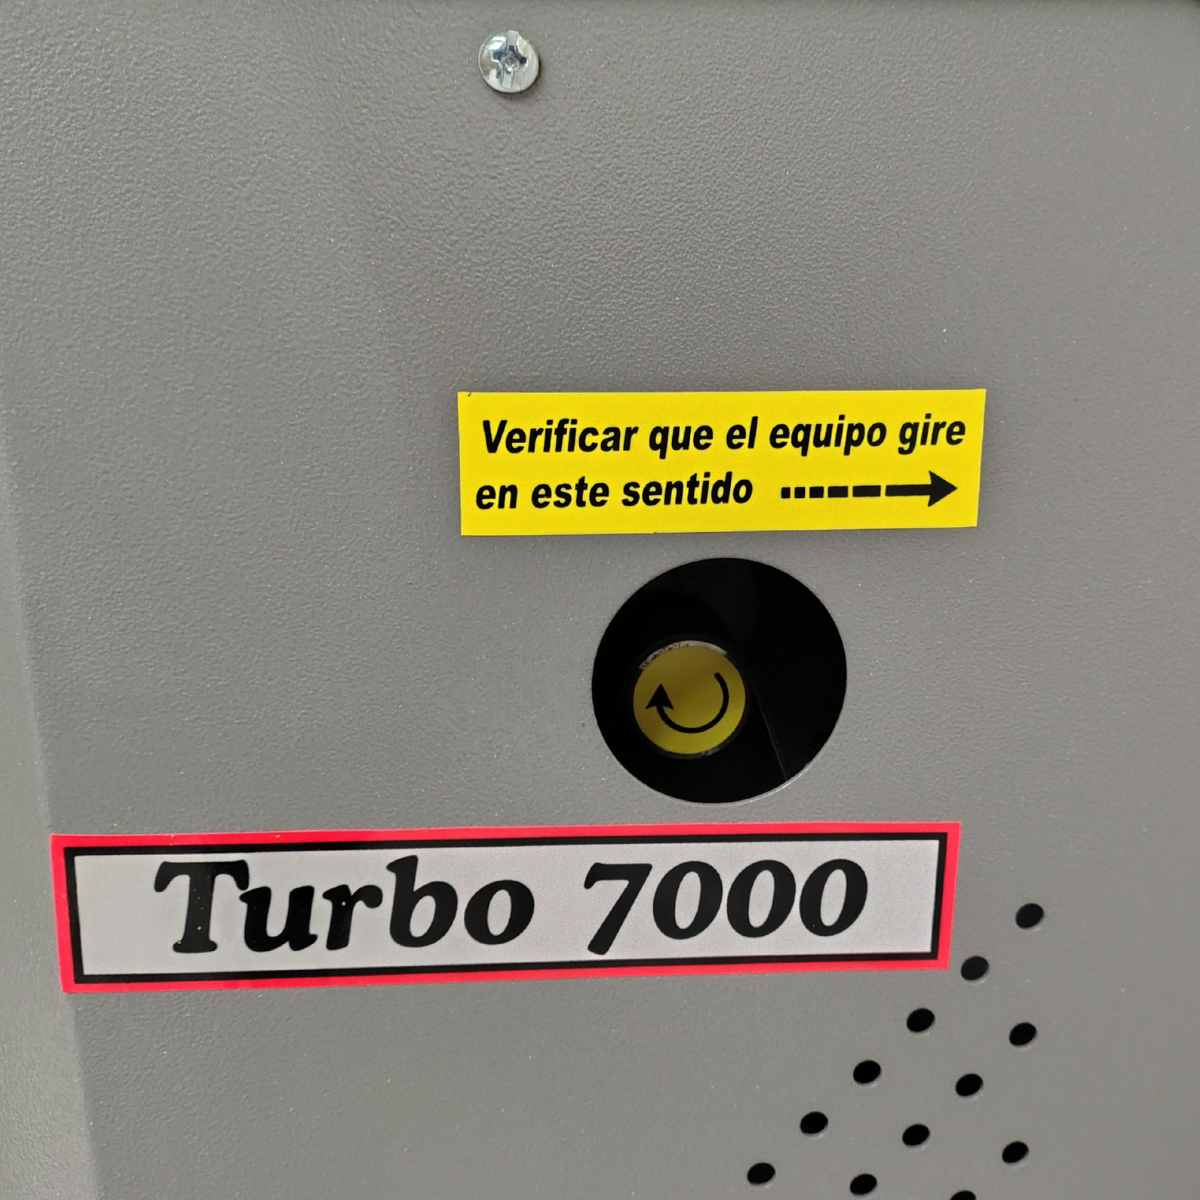 Verificar que el equipo gire
en este sentido
Turbo 7000